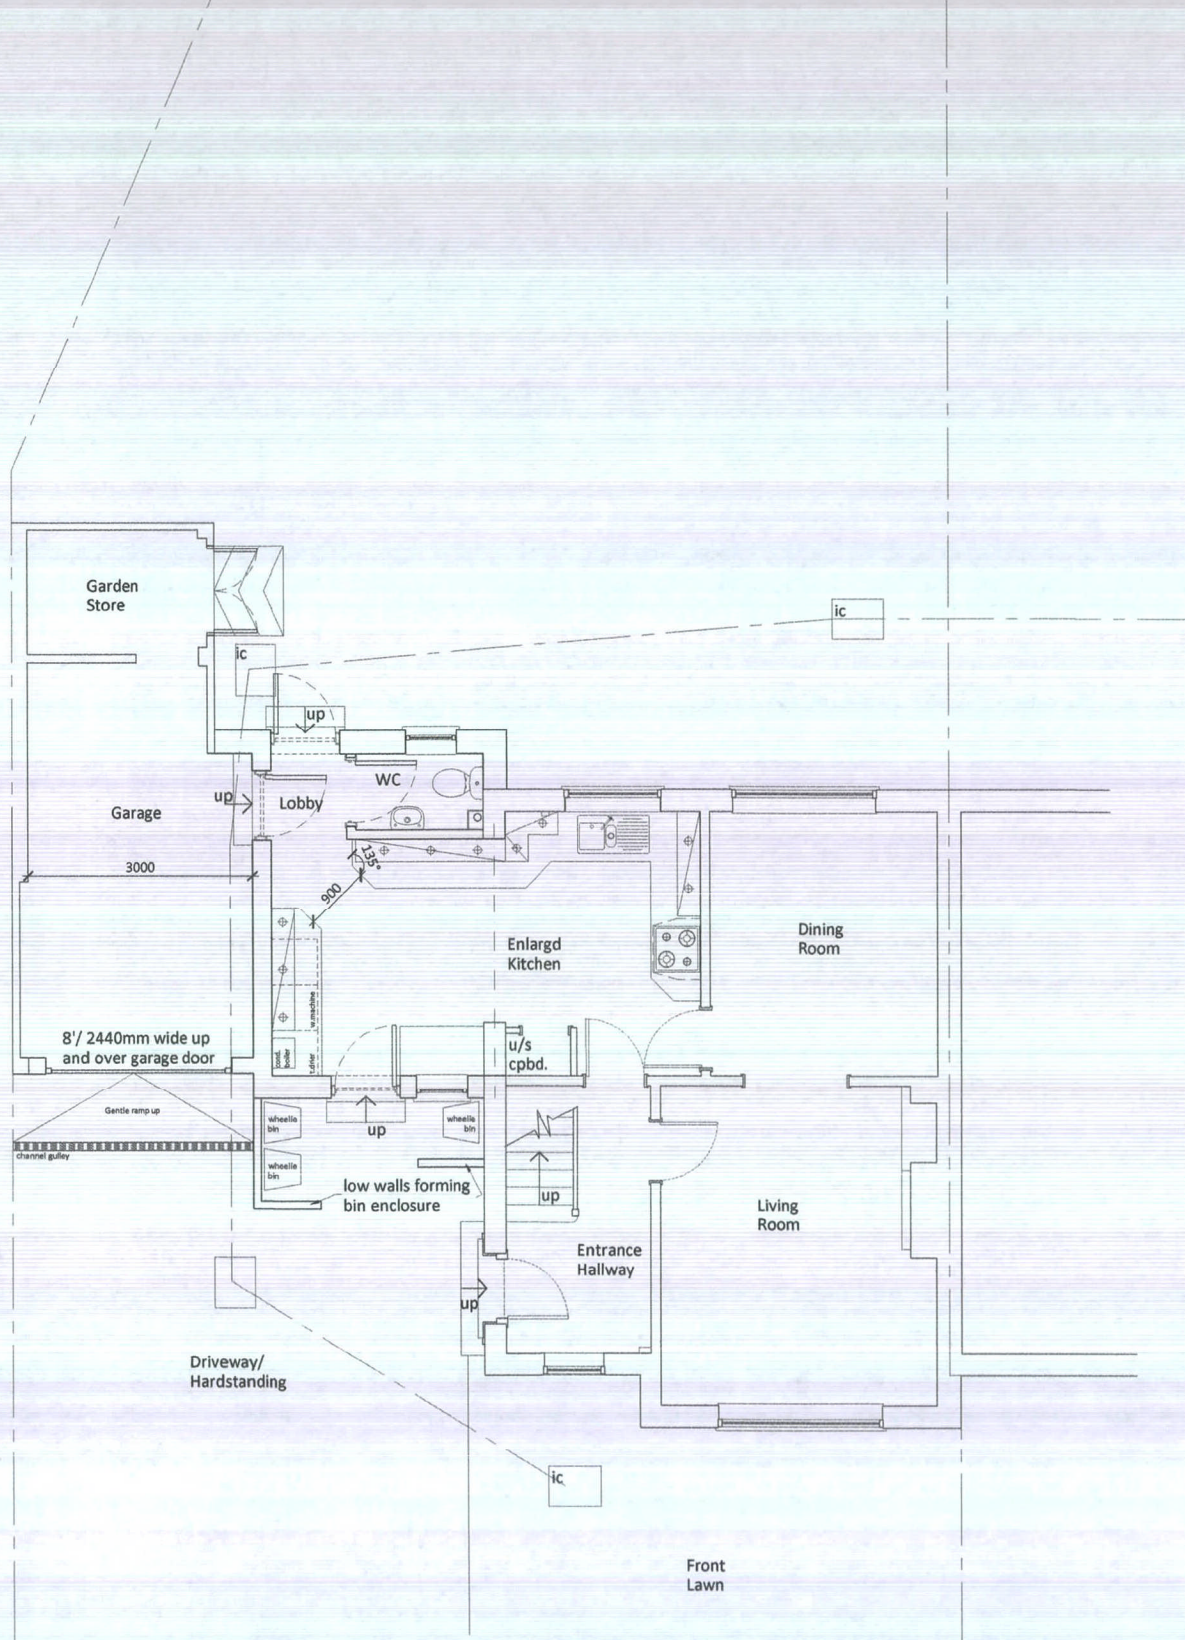 Garden
Store
ic
ic
up
WC
up
Lobby
Garage
135°
3000
900
Enlargd
Kitchen
Dining
Room
w.machine
8'/ 2440mm wide up
and over garage door
cond.
boiler
t.drier
u/s
cpbd.
Gentle ramp up
wheelie
bin
wheelie
bin
up
channel gulley
wheelie
bin
low walls forming
bin enclosure
up
Living
Room
Entrance
Hallway
up
Driveway/
Hardstanding
ic
Front
Lawn